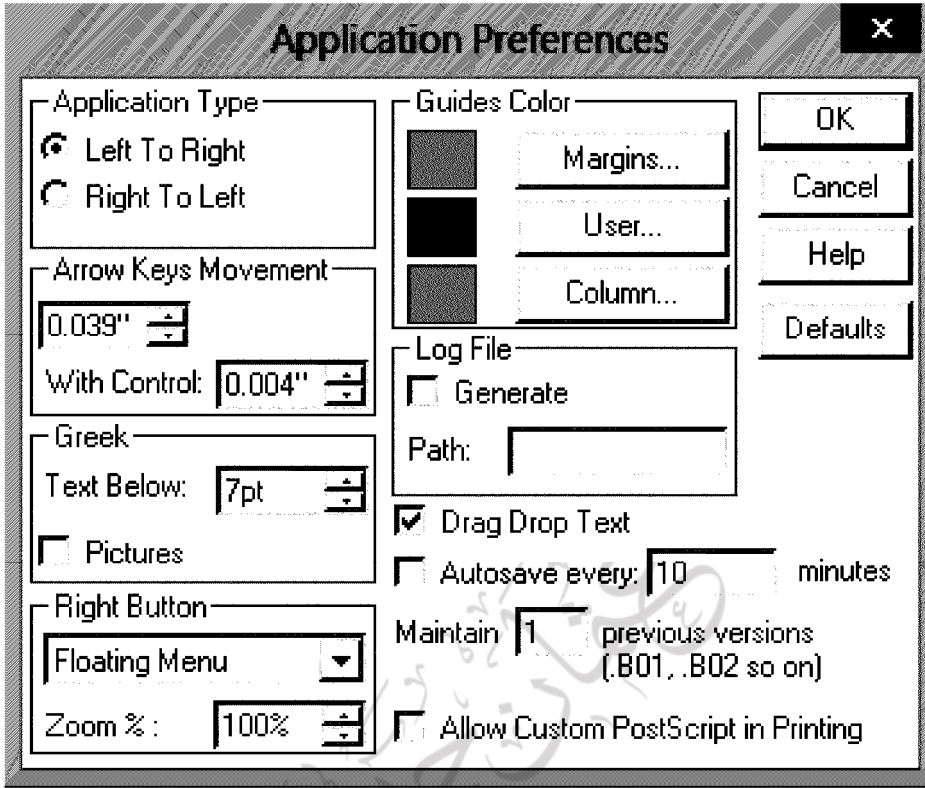 Application Preferences
Application Type
Left To Right
Right To Left
Arrow Keys Movement
0.039"
With Control: 0.004"
Greek
Text Below: 7pt
Pictures
Right Button
Floating Menu
Zoom % : 100%
Guides Color
Margins...
User...
Column...
Log File
Generate
Path:
Drag Drop Text
Autosave every: 10 minutes
Maintain 1 previous versions
(.B01, .B02 so on)
Allow Custom PostScript in Printing
OK
Cancel
Help
Defaults